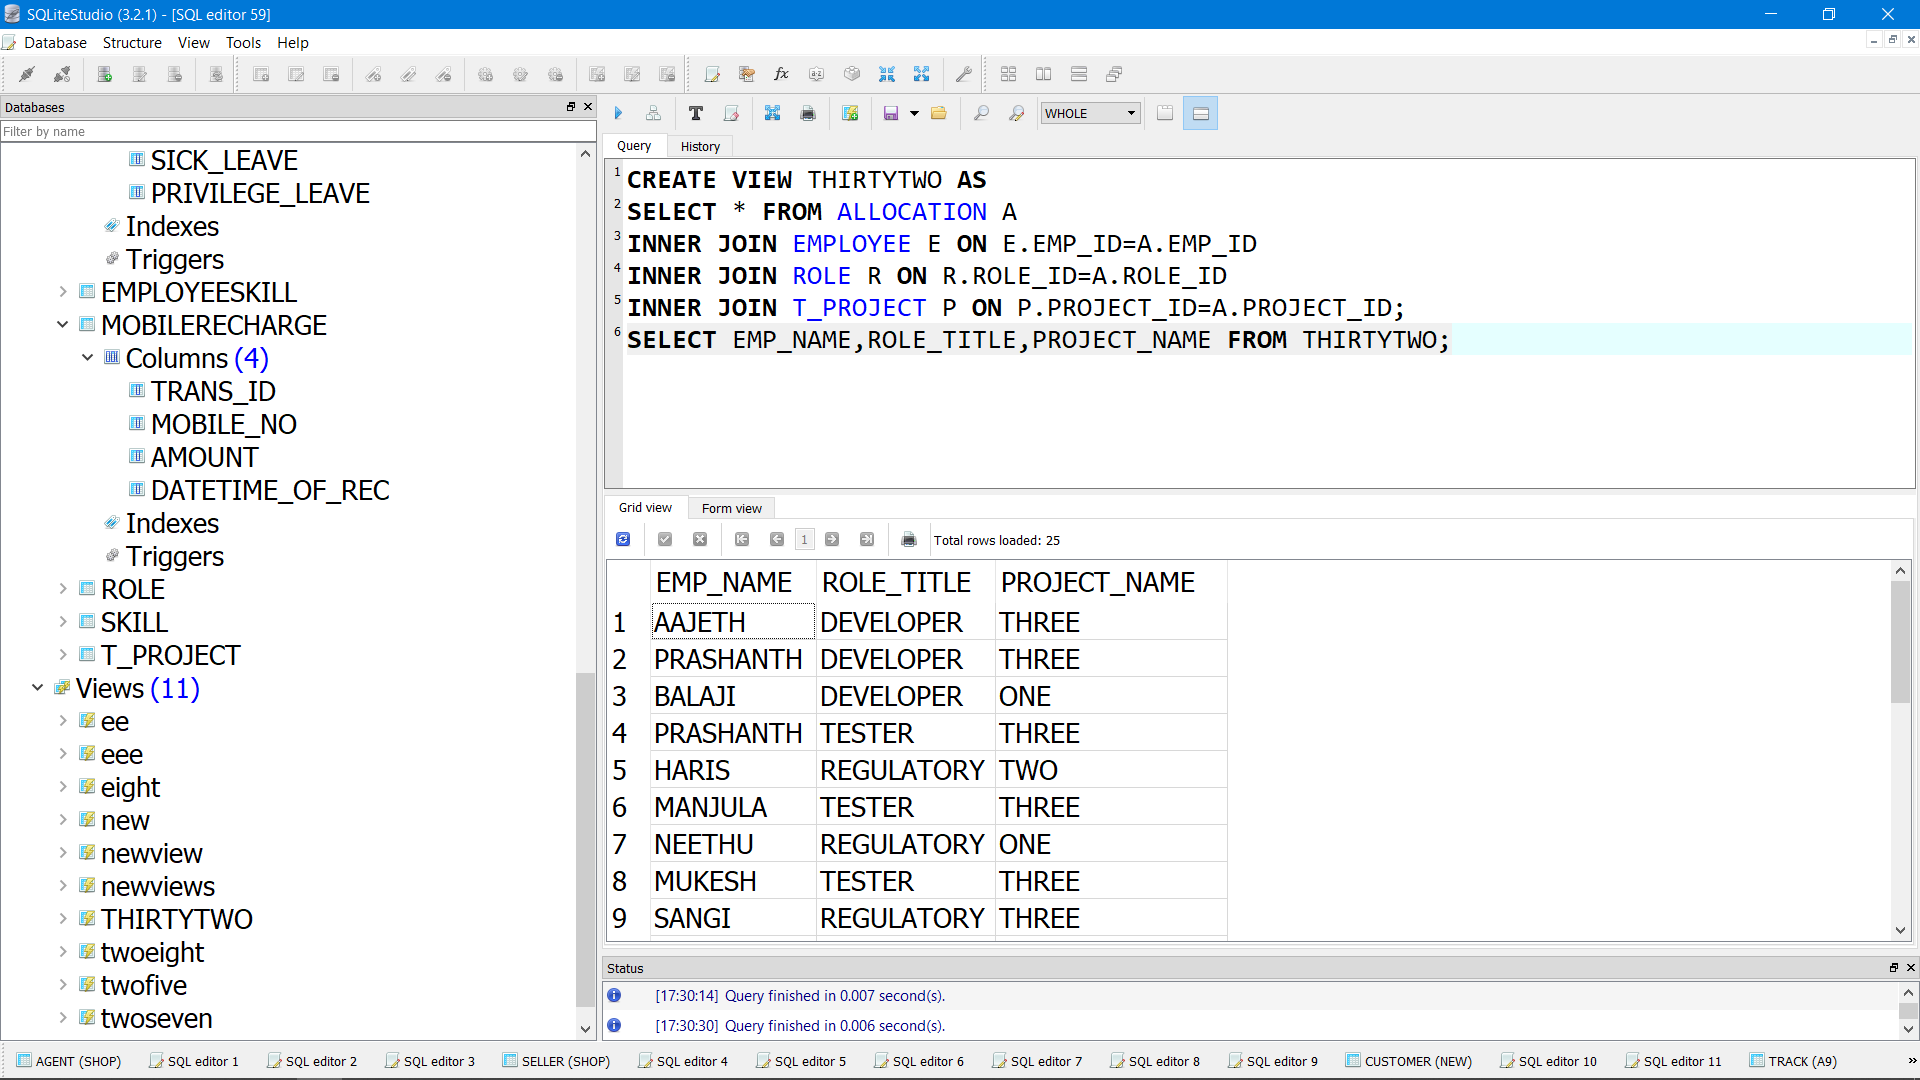 SQLiteStudio (3.2.1) - [SQL editor 59]
Database Structure View Tools Help
Databases
Filter by name
SICK_LEAVE
PRIVILEGE_LEAVE
Indexes
Triggers
EMPLOYEESKILL
MOBILERECHARGE
Columns (4)
TRANS_ID
MOBILE_NO
AMOUNT
DATETIME_OF_REC
Indexes
Triggers
ROLE
SKILL
T_PROJECT
Views (11)
ee
eee
eight
new
newview
newviews
THIRTYTWO
twoeight
twofive
twoseven
WHOLE
Query History
1 CREATE VIEW THIRTYTWO AS
2 SELECT * FROM ALLOCATION A
3 INNER JOIN EMPLOYEE E ON E.EMP_ID=A.EMP_ID
4 INNER JOIN ROLE R ON R.ROLE_ID=A.ROLE_ID
5 INNER JOIN T_PROJECT P ON P.PROJECT_ID=A.PROJECT_ID;
6 SELECT EMP_NAME,ROLE_TITLE,PROJECT_NAME FROM THIRTYTWO;
Grid view Form view
1 Total rows loaded: 25
EMP_NAME ROLE_TITLE PROJECT_NAME
1 AAJETH DEVELOPER THREE
2 PRASHANTH DEVELOPER THREE
3 BALAJI DEVELOPER ONE
4 PRASHANTH TESTER THREE
5 HARIS REGULATORY TWO
6 MANJULA TESTER THREE
7 NEETHU REGULATORY ONE
8 MUKESH TESTER THREE
9 SANGI REGULATORY THREE
Status
[17:30:14] Query finished in 0.007 second(s).
[17:30:30] Query finished in 0.006 second(s).
AGENT (SHOP) SQL editor 1 SQL editor 2 SQL editor 3 SELLER (SHOP) SQL editor 4 SQL editor 5 SQL editor 6 SQL editor 7 SQL editor 8 SQL editor 9 CUSTOMER (NEW) SQL editor 10 SQL editor 11 TRACK (A9) »